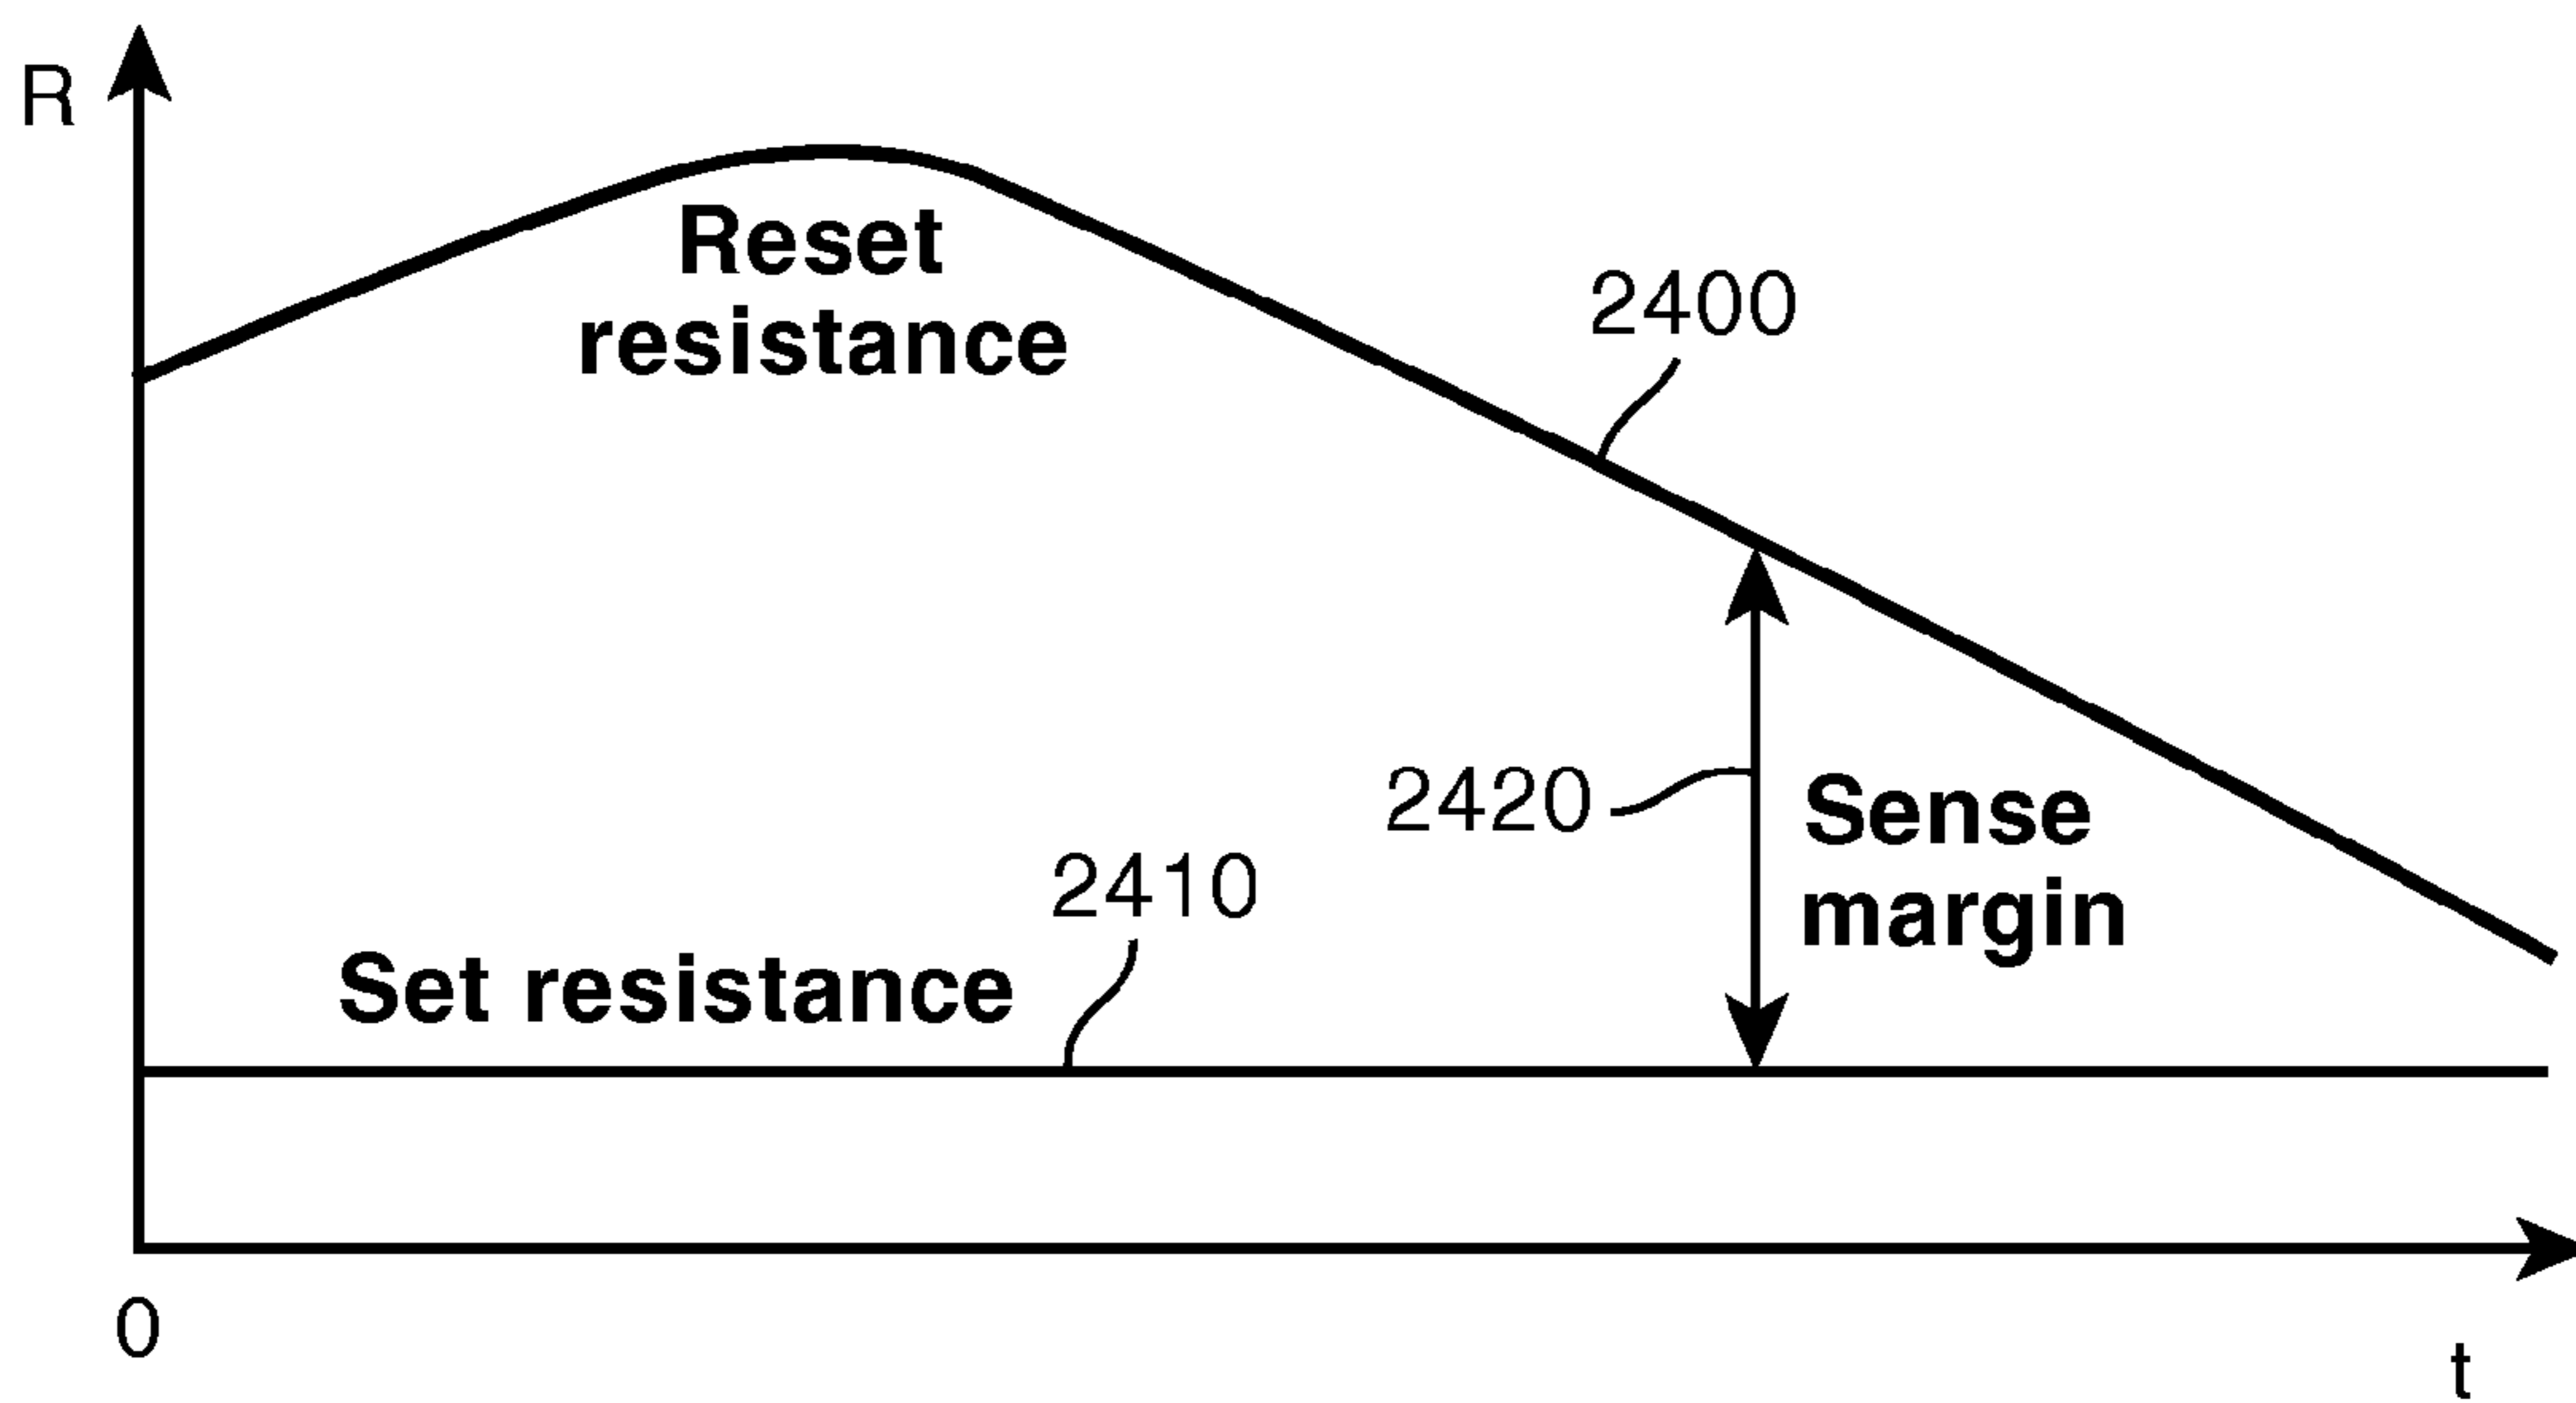 R
Reset
resistance
2400
2420
Sense
margin
2410
Set resistance
0
t